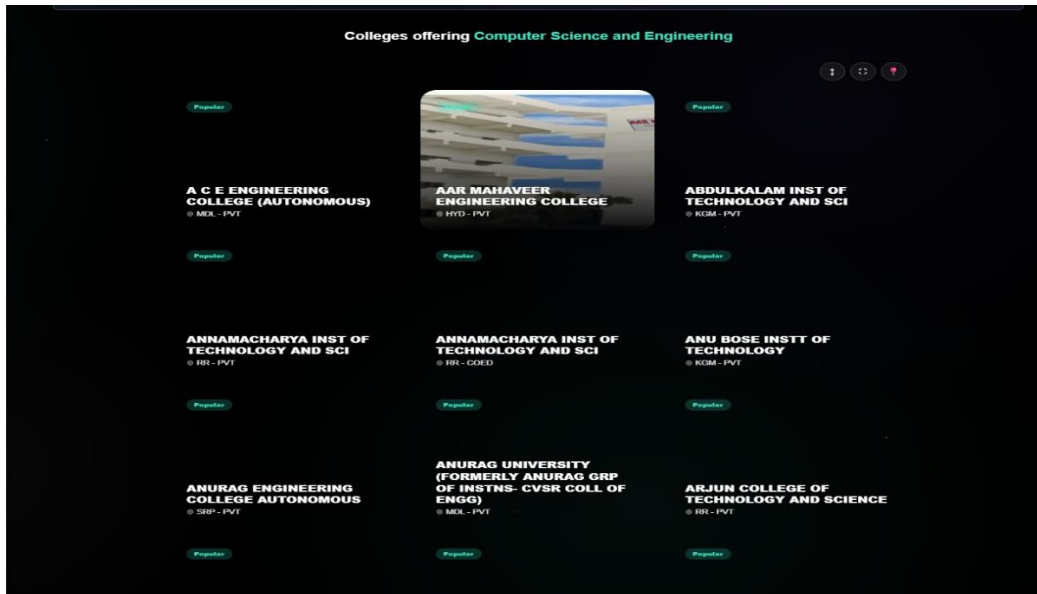 Colleges offering Computer Science and Engineering
Popular
Popular
A C E ENGINEERING
COLLEGE (AUTONOMOUS)
MDL - PVT
AAR MAHAVEER
ENGINEERING COLLEGE
HYD - PVT
ABDULKALAM INST OF
TECHNOLOGY AND SCI
KGM - PVT
Popular
Popular
Popular
ANNAMACHARYA INST OF
TECHNOLOGY AND SCI
RR - PVT
ANNAMACHARYA INST OF
TECHNOLOGY AND SCI
RR - COED
ANU BOSE INSTT OF
TECHNOLOGY
KGM - PVT
Popular
Popular
Popular
ANURAG ENGINEERING
COLLEGE AUTONOMOUS
SRP - PVT
ANURAG UNIVERSITY
(FORMERLY ANURAG GRP
OF INSTNS- CVSR COLL OF
ENGG)
MDL - PVT
ARJUN COLLEGE OF
TECHNOLOGY AND SCIENCE
RR - PVT
Popular
Popular
Popular